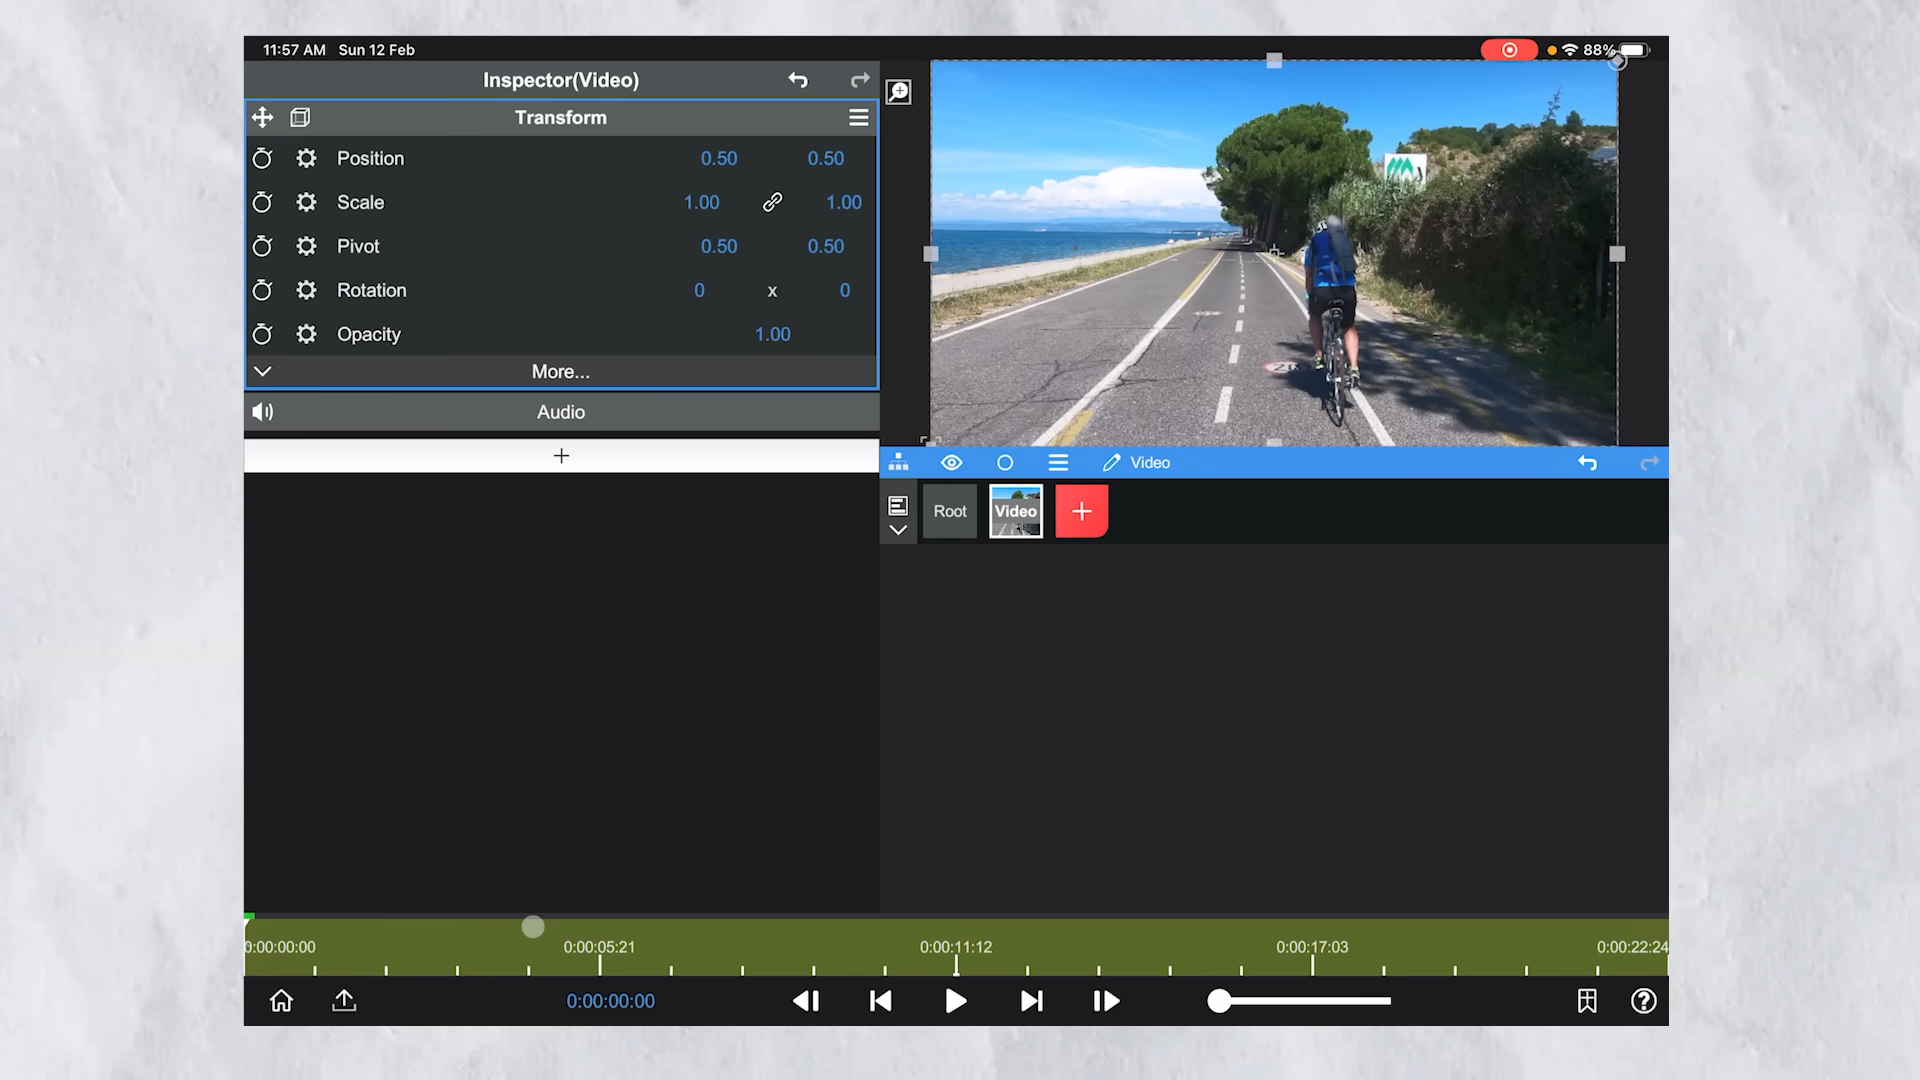 11:57 AM Sun 12 Feb
88%
Inspector(Video)
Transform
Position 0.50 0.50
Scale 1.00 1.00
Pivot 0.50 0.50
Rotation 0 x 0
Opacity 1.00
More...
Audio
+
Video
Root
Video
+
0:00:00:00 0:00:05:21 0:00:11:12 0:00:17:03 0:00:22:24
0:00:00:00